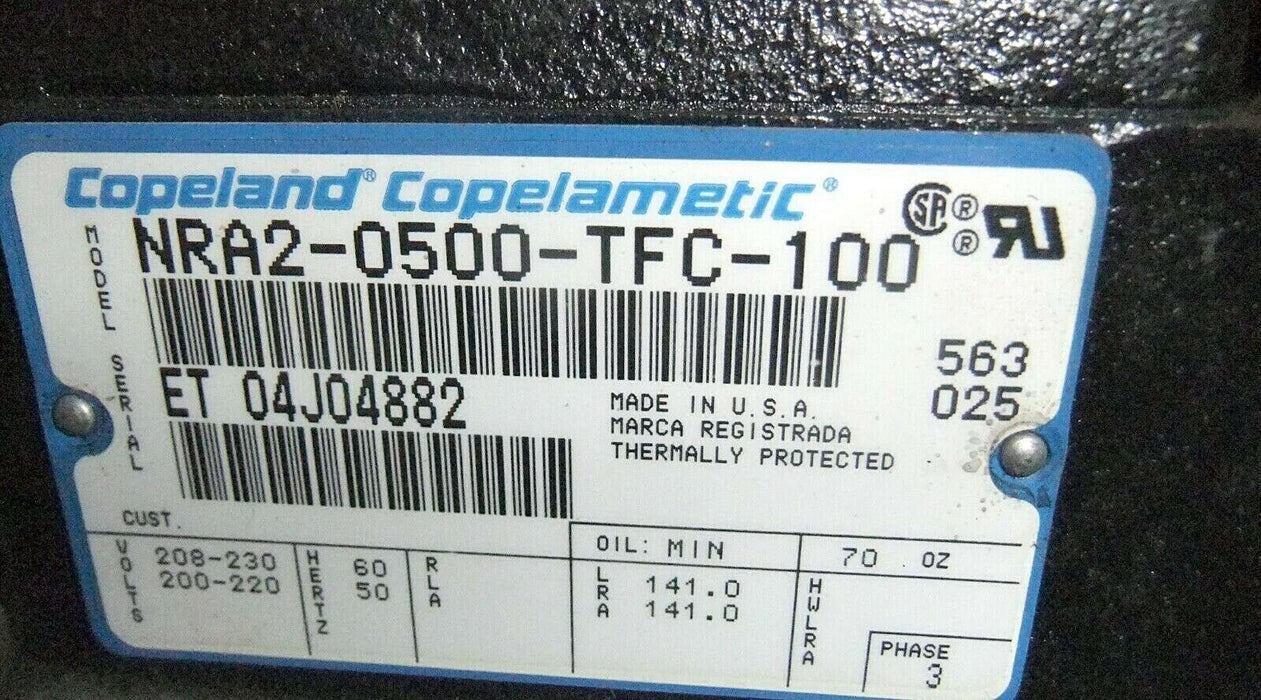 Copeland® Copelametic®
SA ® RU ®
MODEL NRA2-0500-TFC-100
563
025
SERIAL ET 04J04882
MADE IN U.S.A.
MARCA REGISTRADA
THERMALLY PROTECTED
CUST.
OIL: MIN 70 OZ
VOLTS 208-230 HERTZ 60 RLA LRA 141.0 HWLRA
200-220 50 141.0
PHASE
3